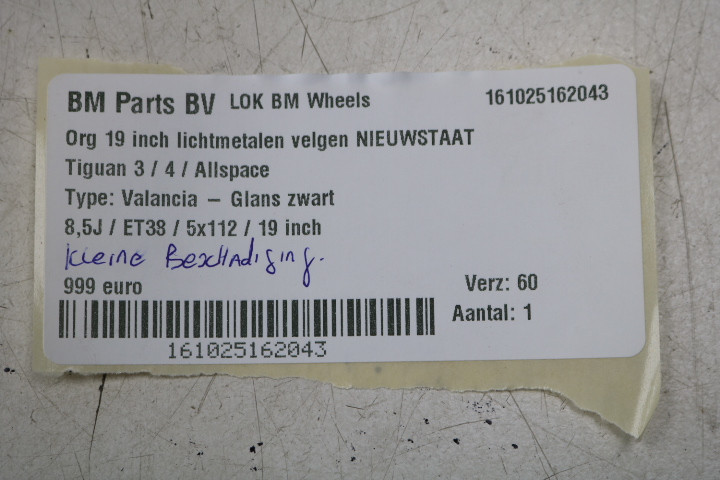 BM Parts BV LOK BM Wheels 161025162043
Org 19 inch lichtmetalen velgen NIEUWSTAAT
Tiguan 3 / 4 / Allspace
Type: Valancia – Glans zwart
8,5J / ET38 / 5x112 / 19 inch
Kleine Beschadiging.
999 euro Verz: 60
Aantal: 1
161025162043